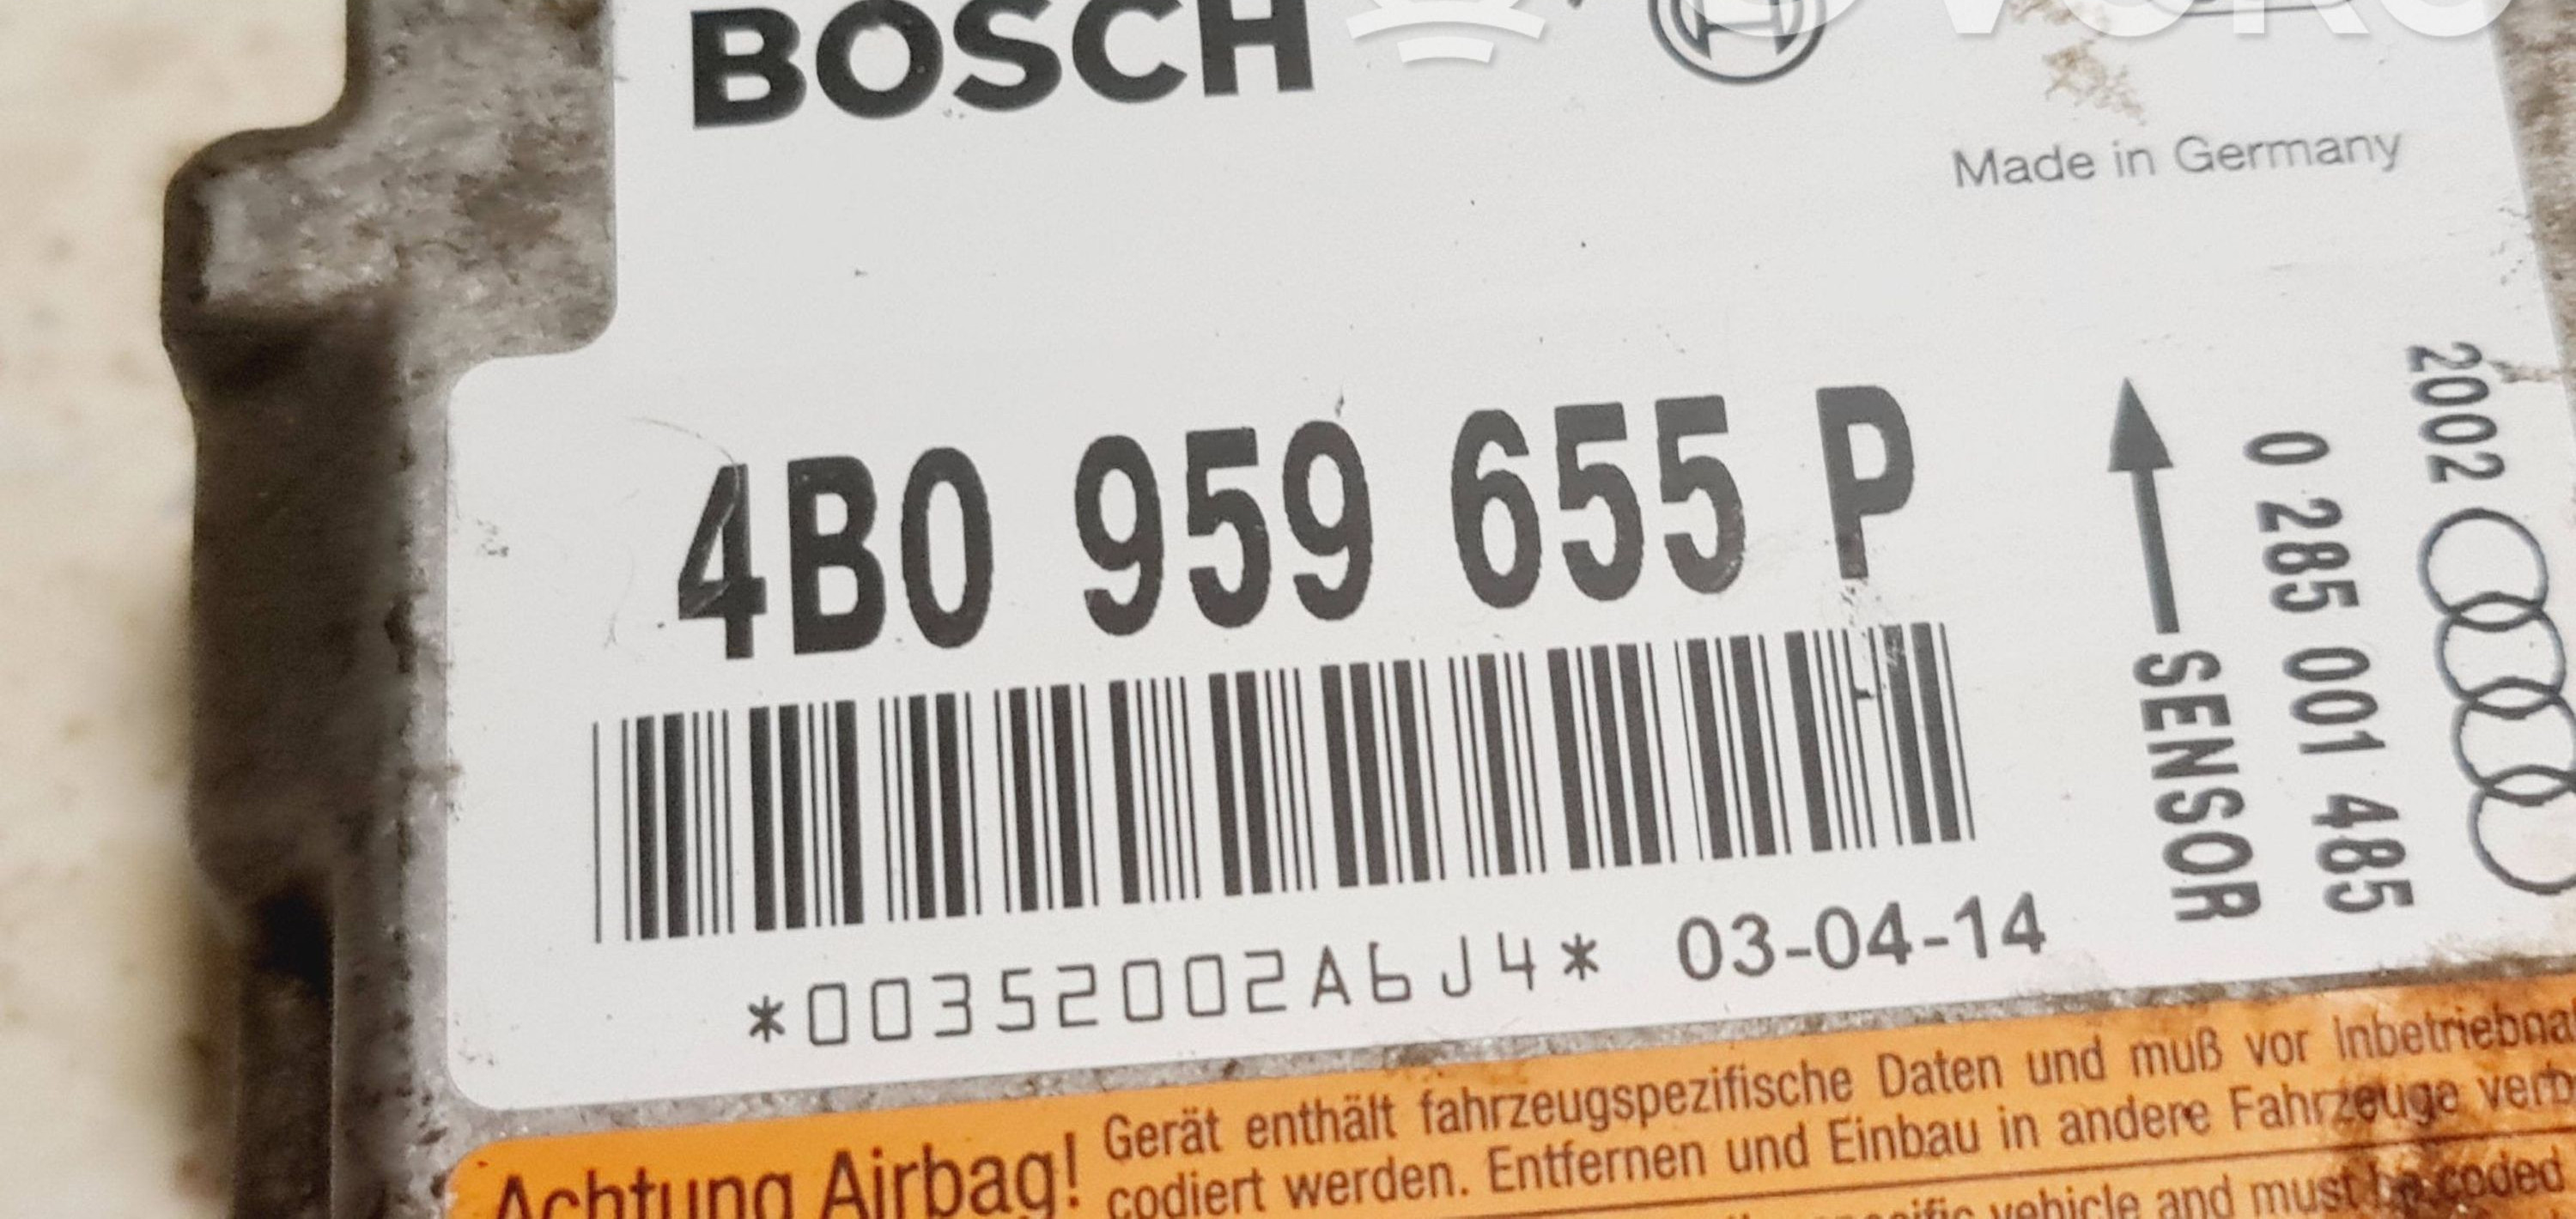 BOSCH
Made in Germany
4B0 959 655 P
*00352002A6J4* 03-04-14
SENSOR
0 285 001 485
2002
Achtung Airbag!
Gerät enthält fahrzeugspezifische Daten und muß vor
codiert werden. Entfernen und Einbau in andere Fahrzeuge
vehicle and must be coded